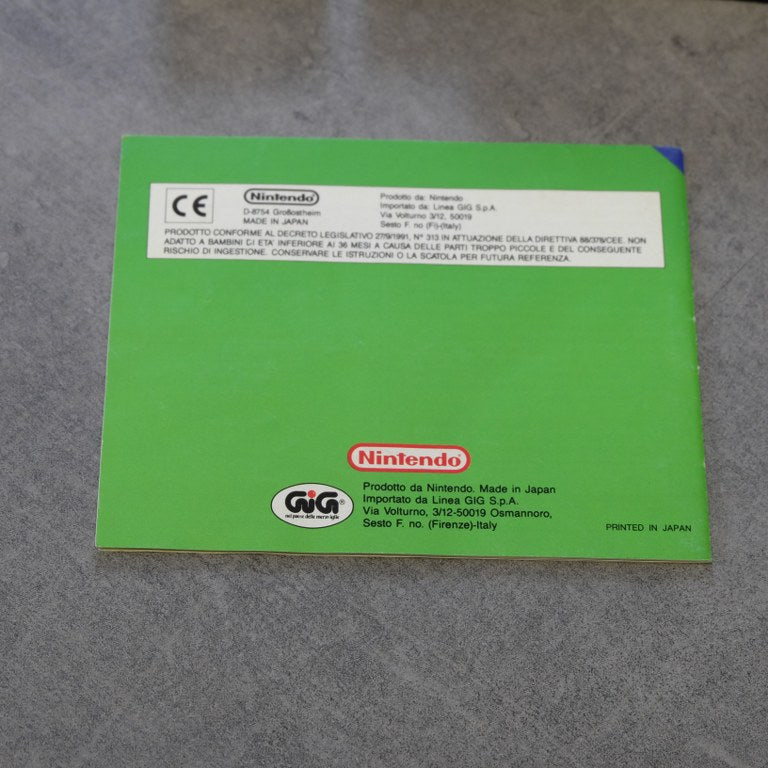 CE
Nintendo
D-8754 Großostheim
MADE IN JAPAN
Prodotto da: Nintendo
Importato da: Linea GIG S.p.A.
Via Volturno 3/12, 50019
Sesto F. no (Fi)-(Italy)
PRODOTTO CONFORME AL DECRETO LEGISLATIVO 27/9/1991, N° 313 IN ATTUAZIONE DELLA DIRETTIVA 88/378/CEE. NON
ADATTO A BAMBINI DI ETA' INFERIORE AI 36 MESI A CAUSA DELLE PARTI TROPPO PICCOLE E DEL CONSEGUENTE
RISCHIO DI INGESTIONE. CONSERVARE LE ISTRUZIONI O LA SCATOLA PER FUTURA REFERENZA.
Nintendo
GiG®
nel paese delle meraviglie
Prodotto da Nintendo. Made in Japan
Importato da Linea GIG S.p.A.
Via Volturno, 3/12-50019 Osmannoro,
Sesto F. no. (Firenze)-Italy
PRINTED IN JAPAN